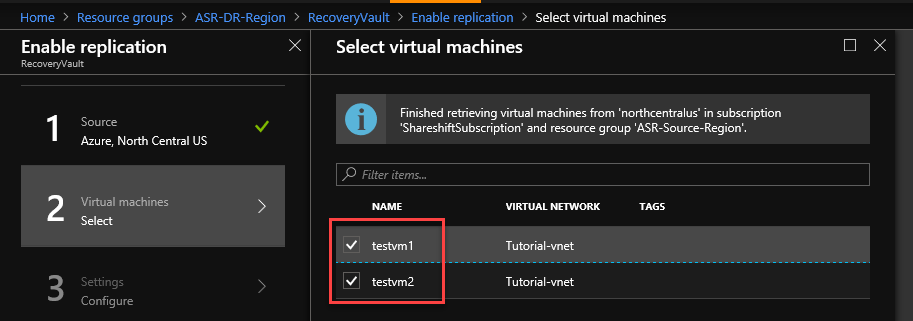 Home > Resource groups > ASR-DR-Region > RecoveryVault > Enable replication > Select virtual machines
Enable replication
RecoveryVault
1
Source
Azure, North Central US
2
Virtual machines
Select
3
Settings
Configure
Select virtual machines
Finished retrieving virtual machines from 'northcentralus' in subscription
'ShareshiftSubscription' and resource group 'ASR-Source-Region'.
Filter items...
NAME VIRTUAL NETWORK TAGS
testvm1 Tutorial-vnet
testvm2 Tutorial-vnet